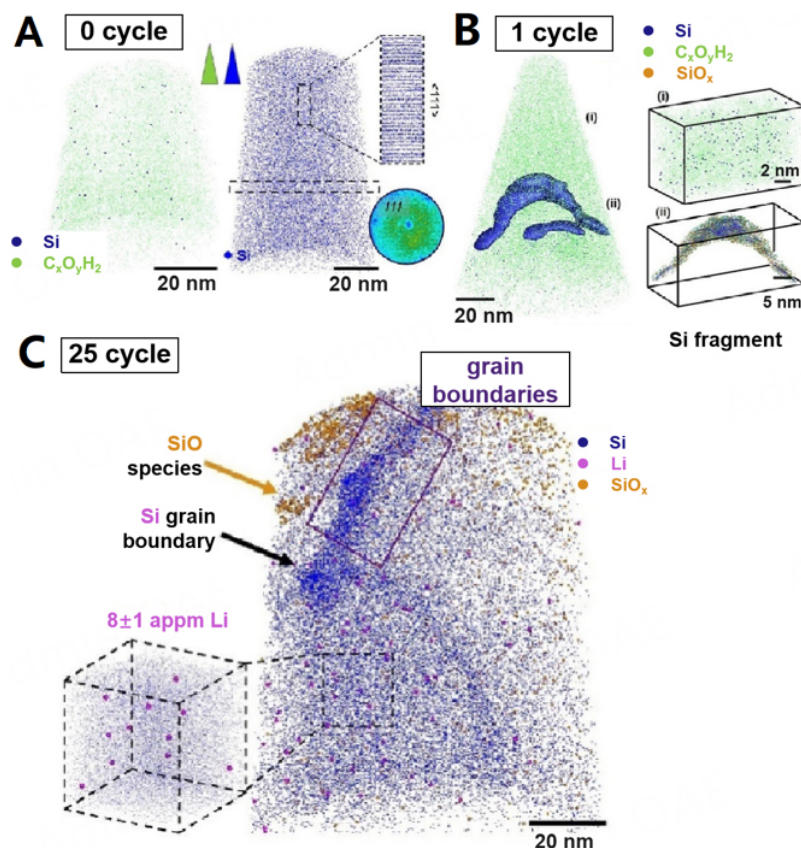 A
0 cycle
<111>
111
Si
CxOyH2
20 nm
Si
20 nm
B
1 cycle
Si
CxOyH2
SiOx
(i)
(ii)
20 nm
(i)
2 nm
(ii)
5 nm
Si fragment
C
25 cycle
grain
boundaries
SiO
species
Si grain
boundary
Si
Li
SiOx
8±1 appm Li
20 nm